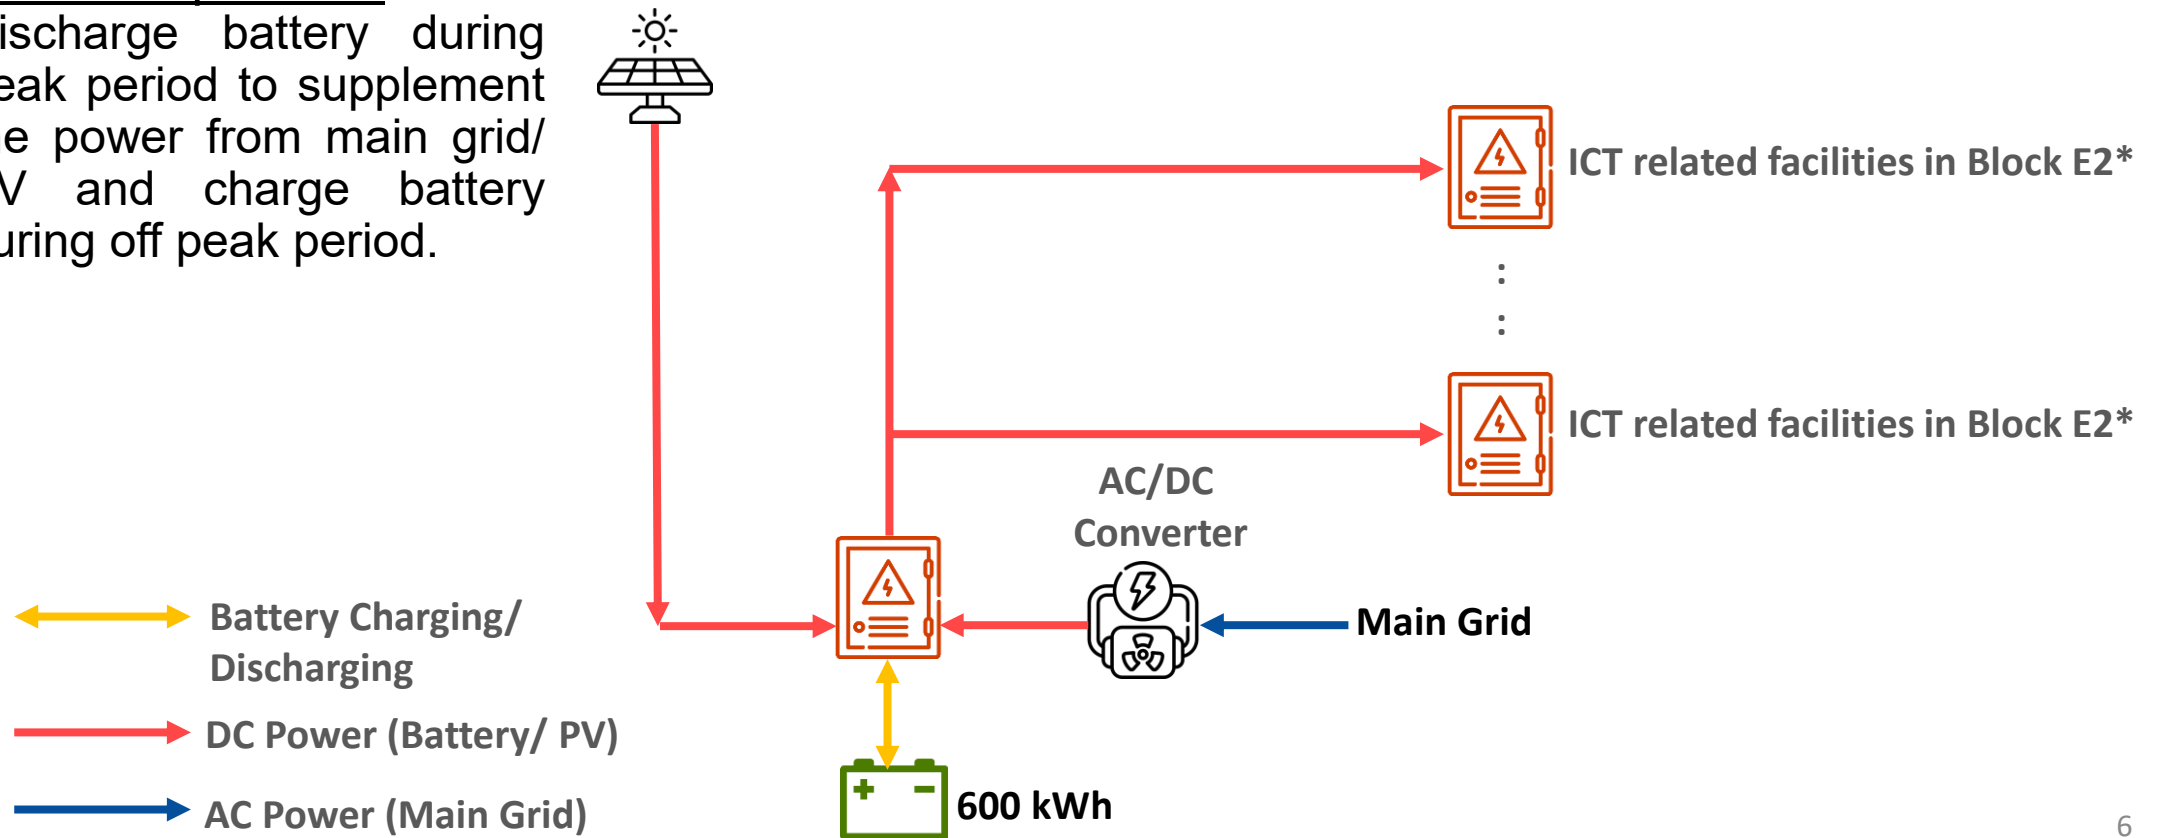 ischarge battery during
eak period to supplement
e power from main grid/
V and charge battery
uring off peak period.
ICT related facilities in Block E2*
:
:
ICT related facilities in Block E2*
AC/DC
Converter
Main Grid
Battery Charging/
Discharging
DC Power (Battery/ PV)
AC Power (Main Grid)
+ −
600 kWh
6